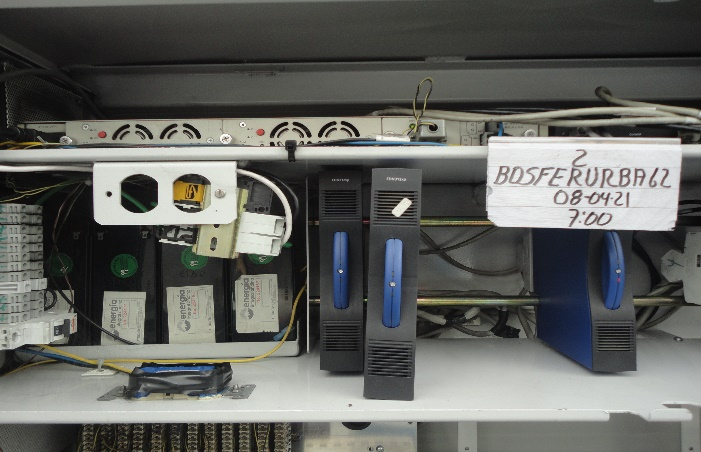 2
BOSFERURBA62
08-04-21
7:00
energia
energia
energia